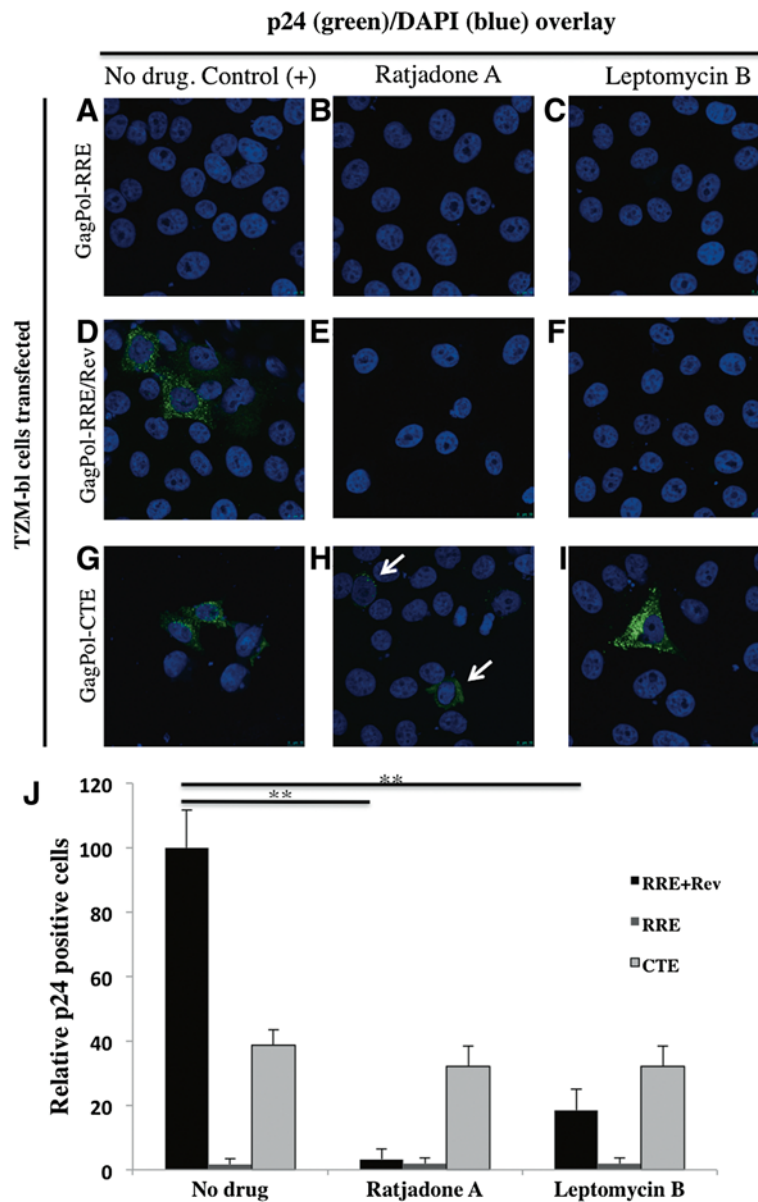 p24 (green)/DAPI (blue) overlay
No drug. Control (+)
Ratjadone A
Leptomycin B
TZM-bl cells transfected
GagPol-RRE
A
B
C
GagPol-RRE/Rev
D
E
F
GagPol-CTE
G
H
I
J
Relative p24 positive cells
120
100
80
60
40
20
0
**
**
RRE+Rev
RRE
CTE
No drug
Ratjadone A
Leptomycin B